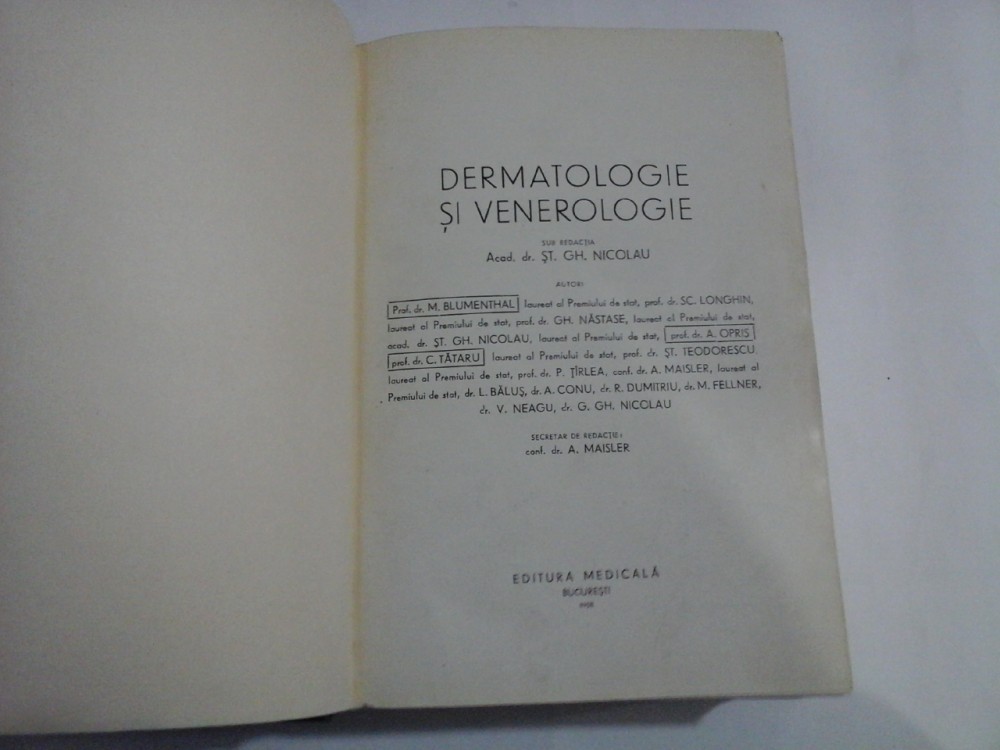 DERMATOLOGIE
ȘI VENEROLOGIE
SUB REDACȚIA
Acad. dr. ȘT. GH. NICOLAU
AUTORI
Prof. dr. M. BLUMENTHAL laureat al Premiului de stat, prof. dr. SC. LONGHIN,
laureat al Premiului de stat, prof. dr. GH. NĂSTASE, laureat al Premiului de stat,
acad. dr. ȘT. GH. NICOLAU, laureat al Premiului de stat, prof. dr. A. OPRIS
prof. dr. C. TĂTARU laureat al Premiului de stat, prof. dr. ȘT. TEODORESCU
laureat al Premiului de stat, prof. dr. P. ȚÎRLEA, conf. dr. A. MAISLER, laureat al
Premiului de stat, dr. L. BĂLUȘ, dr. A. CONU, dr. R. DUMITRIU, dr. M. FELLNER,
dr. V. NEAGU, dr. G. GH. NICOLAU
SECRETAR DE REDACȚIE:
conf. dr. A. MAISLER
EDITURA MEDICALĂ
BUCUREȘTI